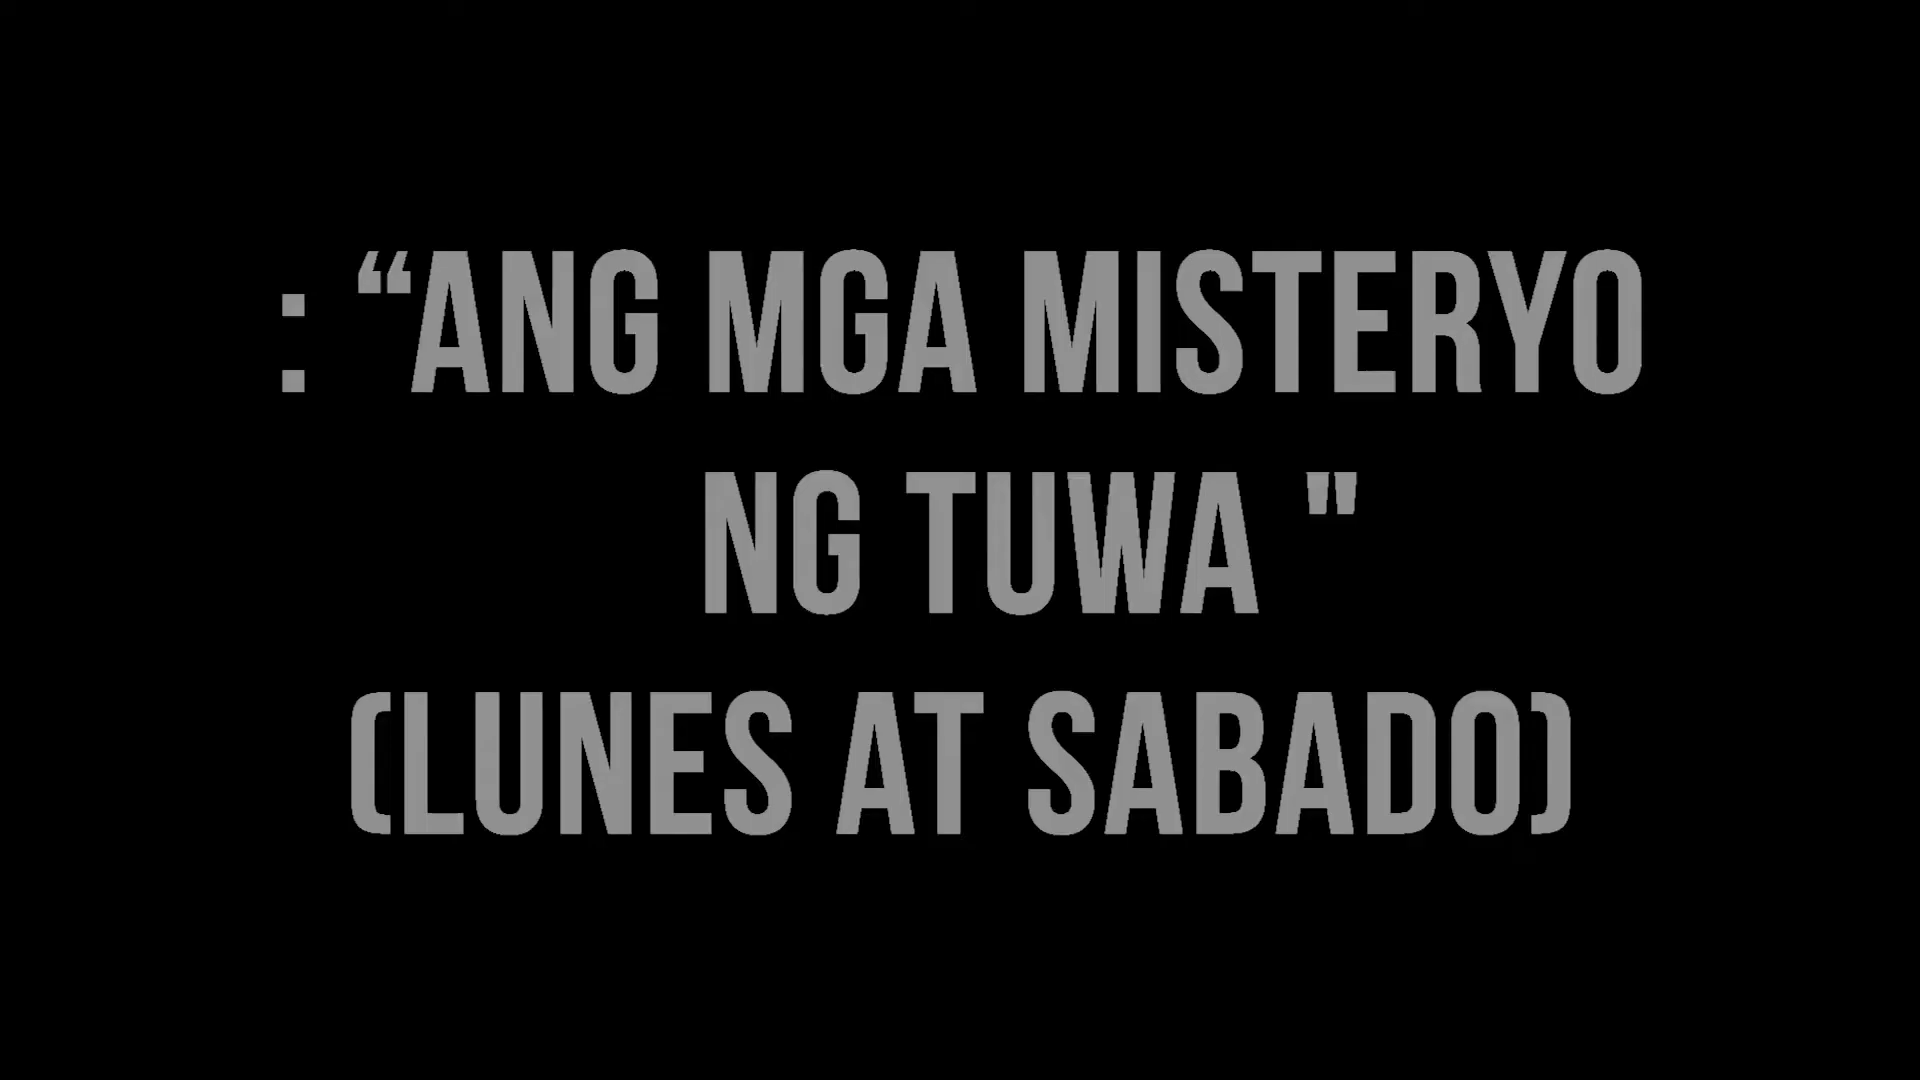 : “ANG MGA MISTERYO
NG TUWA "
(LUNES AT SABADO)